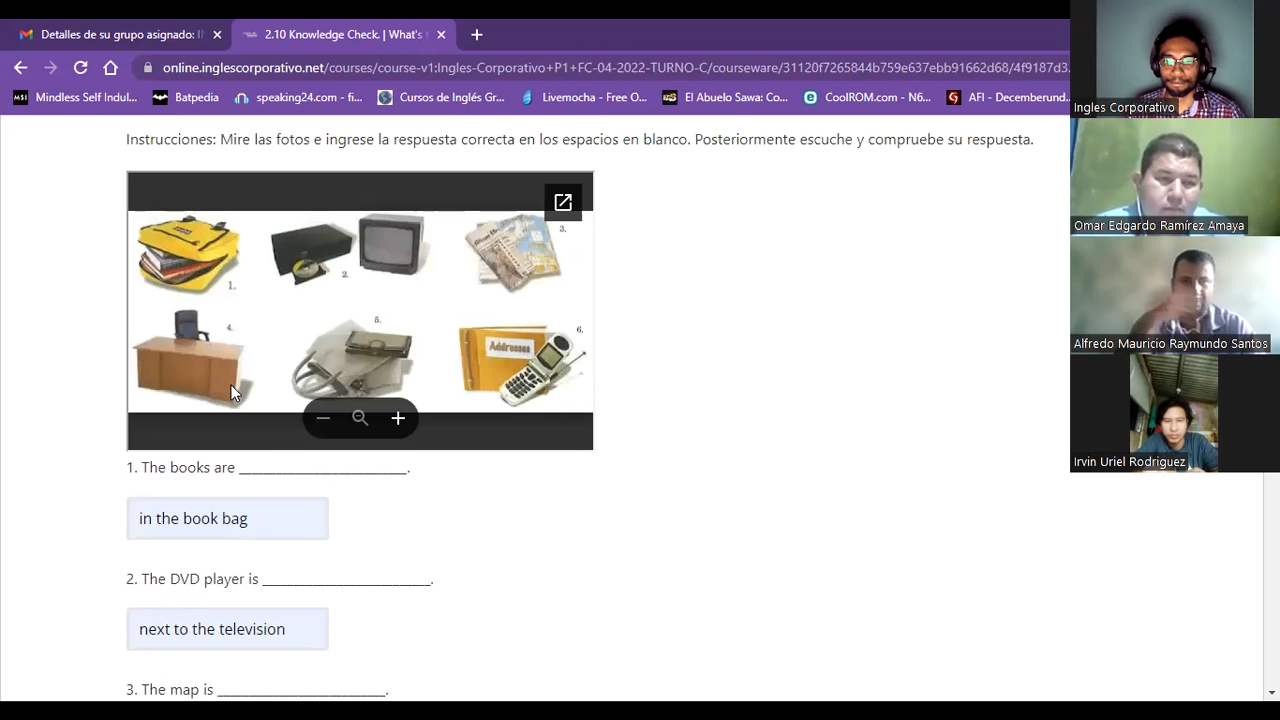 Detalles de su grupo asignado: I
2.10 Knowledge Check. | What's
online.inglescorporativo.net/courses/course-v1:Ingles-Corporativo+P1+FC-04-2022-TURNO-C/courseware/31120f7265844b759e637ebb91662d68/4f9187d3.
MSI Mindless Self Indul...
Batpedia
speaking24.com - fi...
Cursos de Inglés Gr...
Livemocha - Free O...
El Abuelo Sawa: Co...
CoolROM.com - N6...
AFI - Decemberund...
Instrucciones: Mire las fotos e ingrese la respuesta correcta en los espacios en blanco. Posteriormente escuche y compruebe su respuesta.
1.
2.
3.
4.
5.
6.
Addresses
1. The books are ________________________.
in the book bag
2. The DVD player is ________________________.
next to the television
3. The map is ________________________.
Ingles Corporativo
Omar Edgardo Ramírez Amaya
Alfredo Mauricio Raymundo Santos
Irvin Uriel Rodriguez